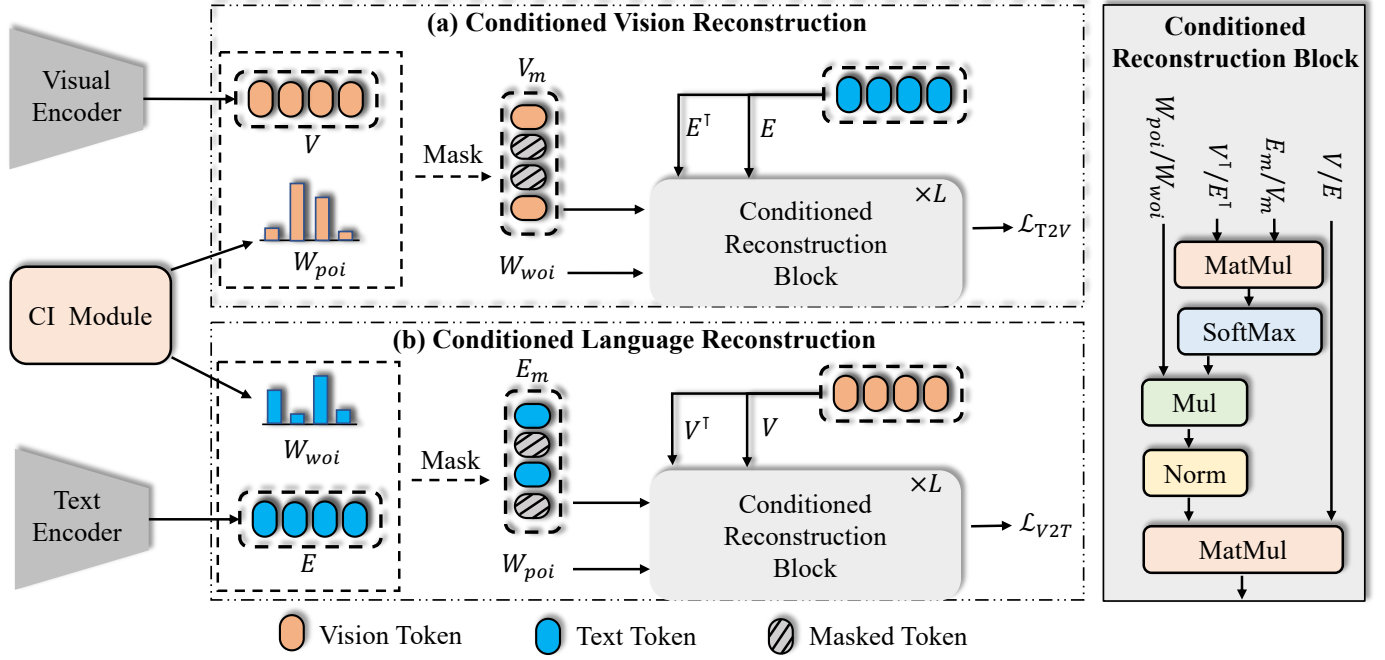 (a) Conditioned Vision Reconstruction
Visual
Encoder
V
W_poi
Mask
V_m
E^⊤
E
×L
Conditioned
Reconstruction
Block
W_woi
ℒ_T2V
CI Module
(b) Conditioned Language Reconstruction
W_woi
Text
Encoder
E
Mask
E_m
V^⊤
V
×L
Conditioned
Reconstruction
Block
W_poi
ℒ_V2T
Conditioned
Reconstruction Block
W_poi/W_woi
V^⊤/E^⊤
E_m/V_m
V/E
MatMul
SoftMax
Mul
Norm
MatMul
Vision Token
Text Token
Masked Token